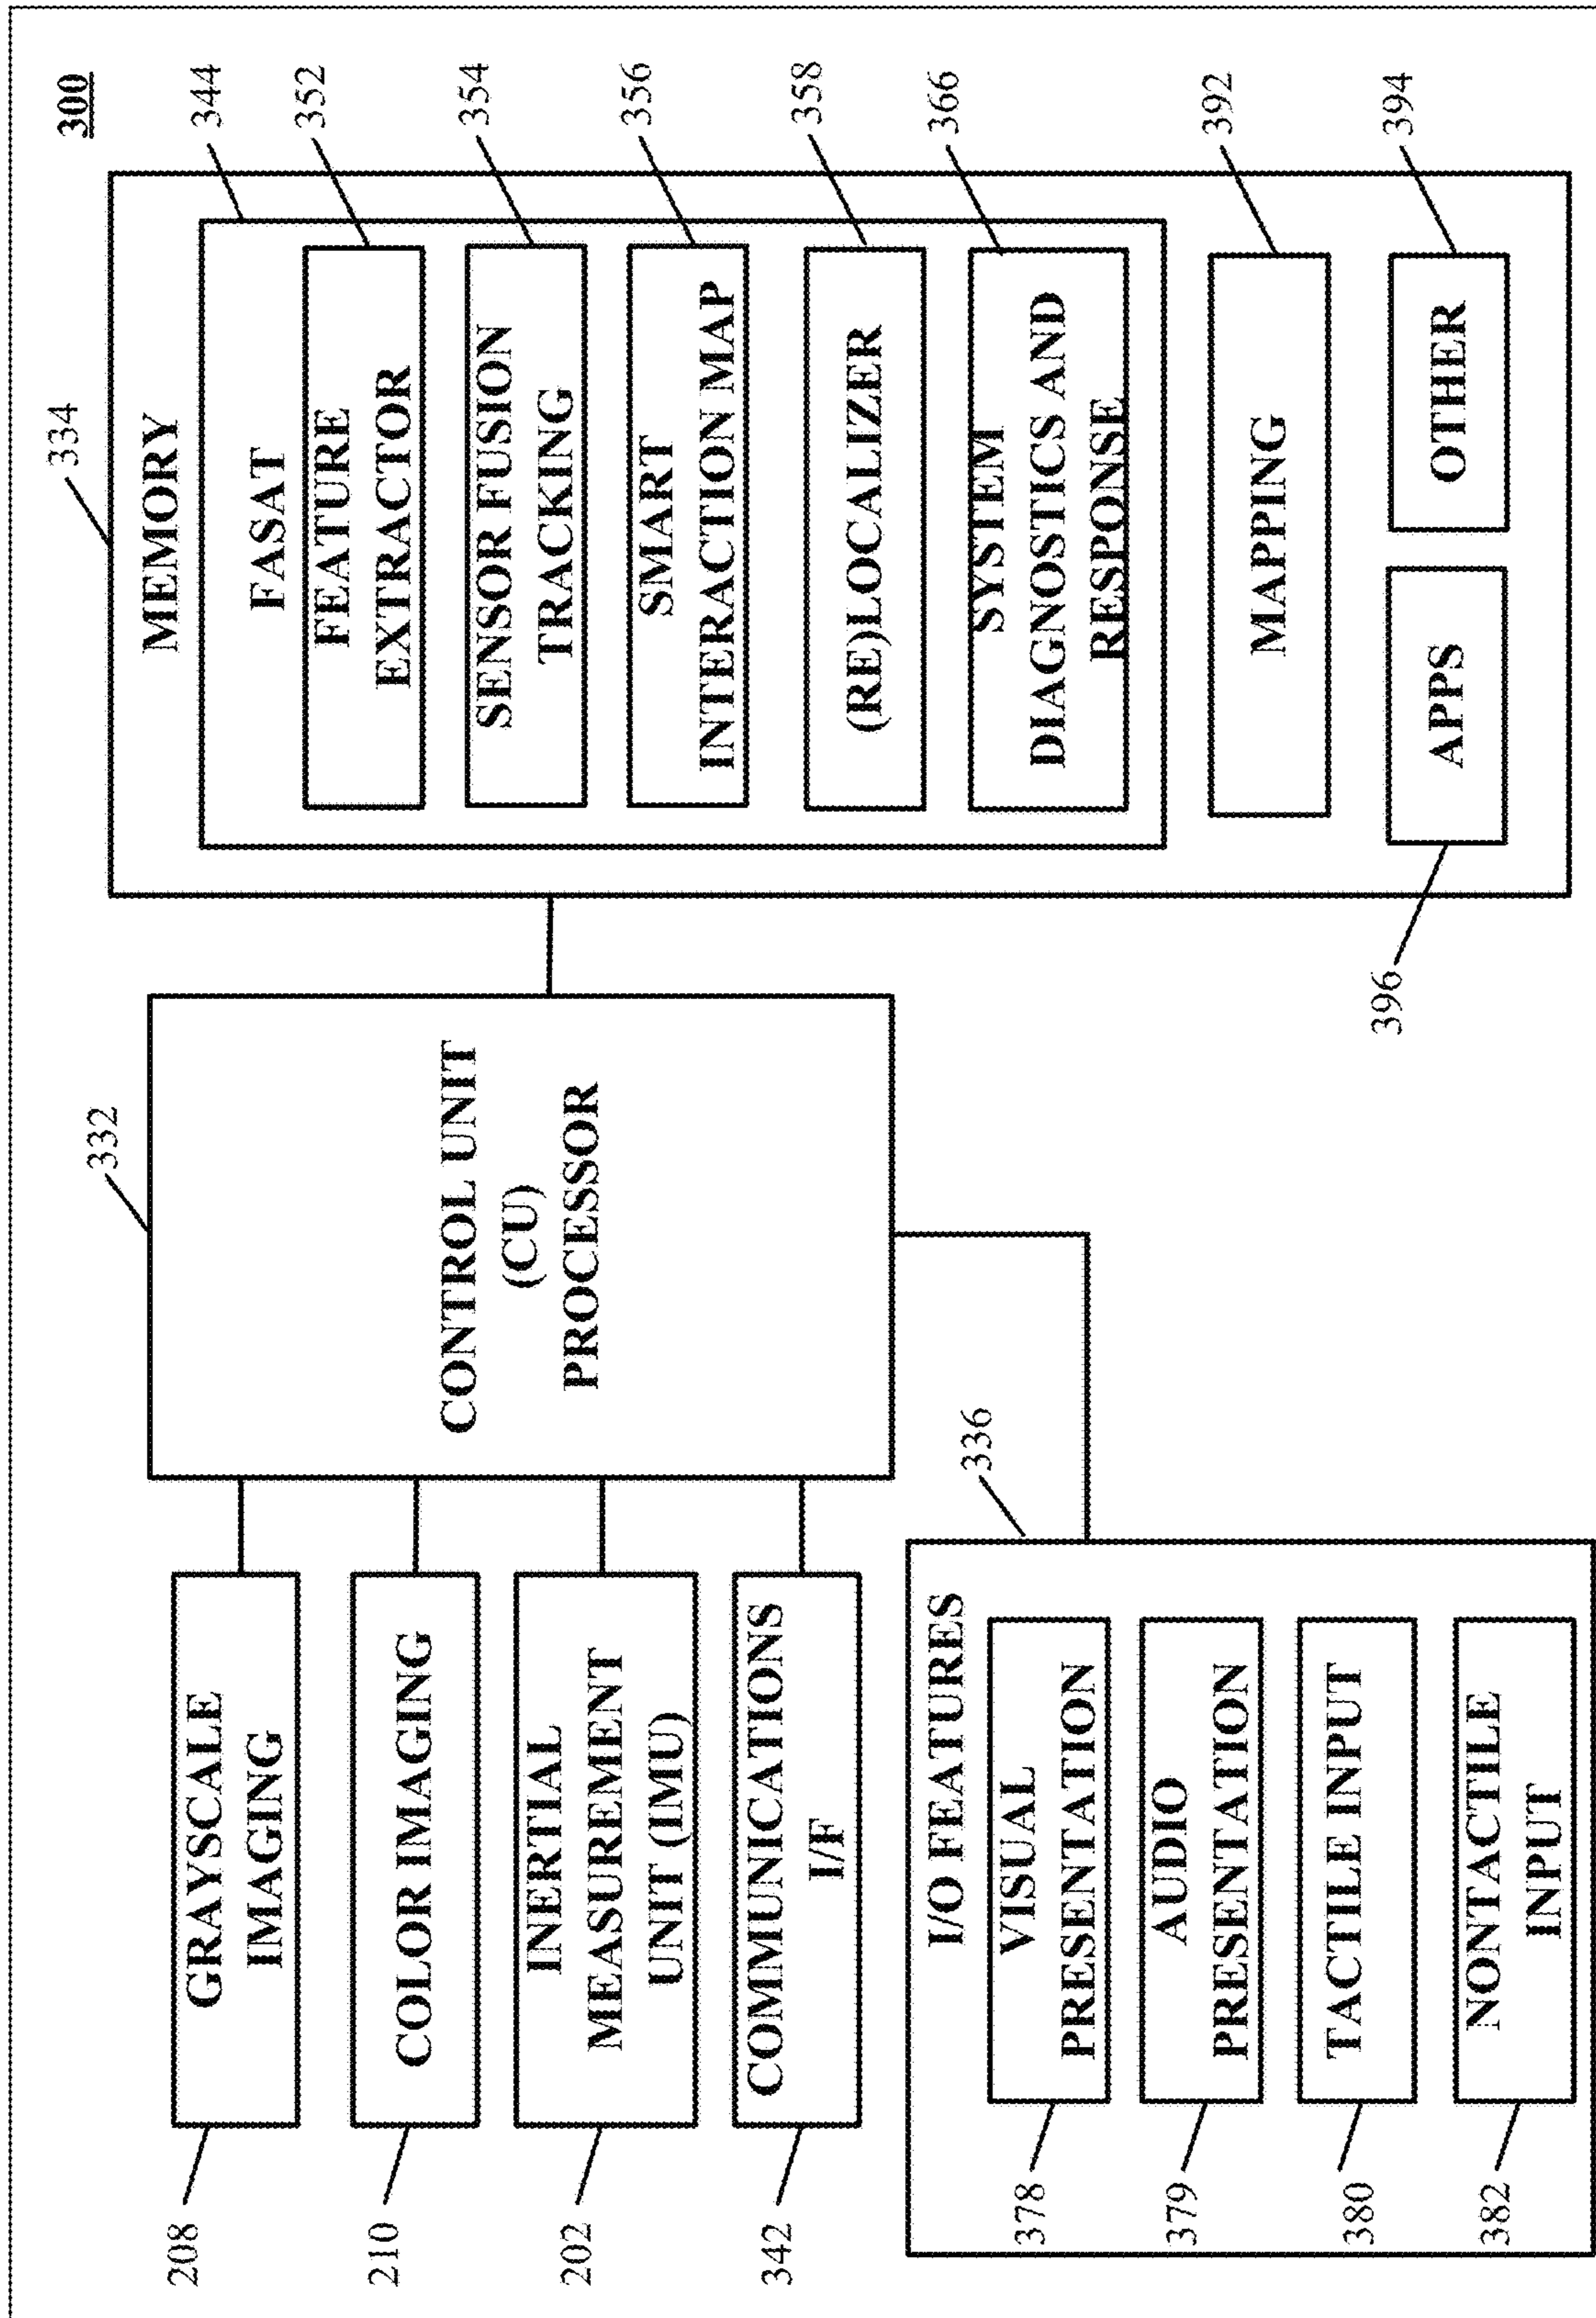 300
208
GRAYSCALE
IMAGING
210
COLOR IMAGING
202
INERTIAL
MEASUREMENT
UNIT (IMU)
342
COMMUNICATIONS
I/F
332
CONTROL UNIT
(CU)
PROCESSOR
336
I/O FEATURES
378
VISUAL
PRESENTATION
379
AUDIO
PRESENTATION
380
TACTILE INPUT
382
NONTACTILE
INPUT
334
MEMORY
344
FASAT
352
FEATURE
EXTRACTOR
354
SENSOR FUSION
TRACKING
356
SMART
INTERACTION MAP
358
(RE)LOCALIZER
366
SYSTEM
DIAGNOSTICS AND
RESPONSE
392
MAPPING
396
APPS
394
OTHER